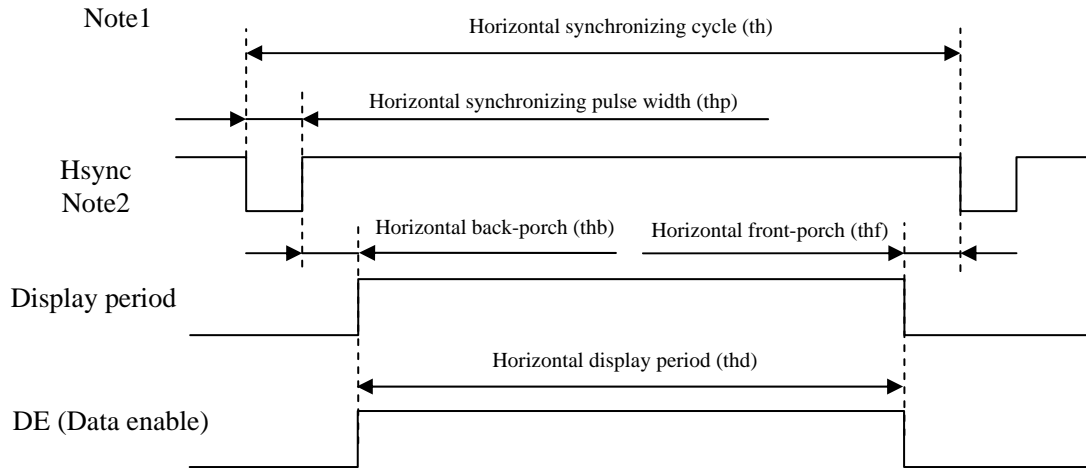 Note1
Horizontal synchronizing cycle (th)
Horizontal synchronizing pulse width (thp)
Hsync
Note2
Horizontal back-porch (thb)
Horizontal front-porch (thf)
Display period
Horizontal display period (thd)
DE (Data enable)